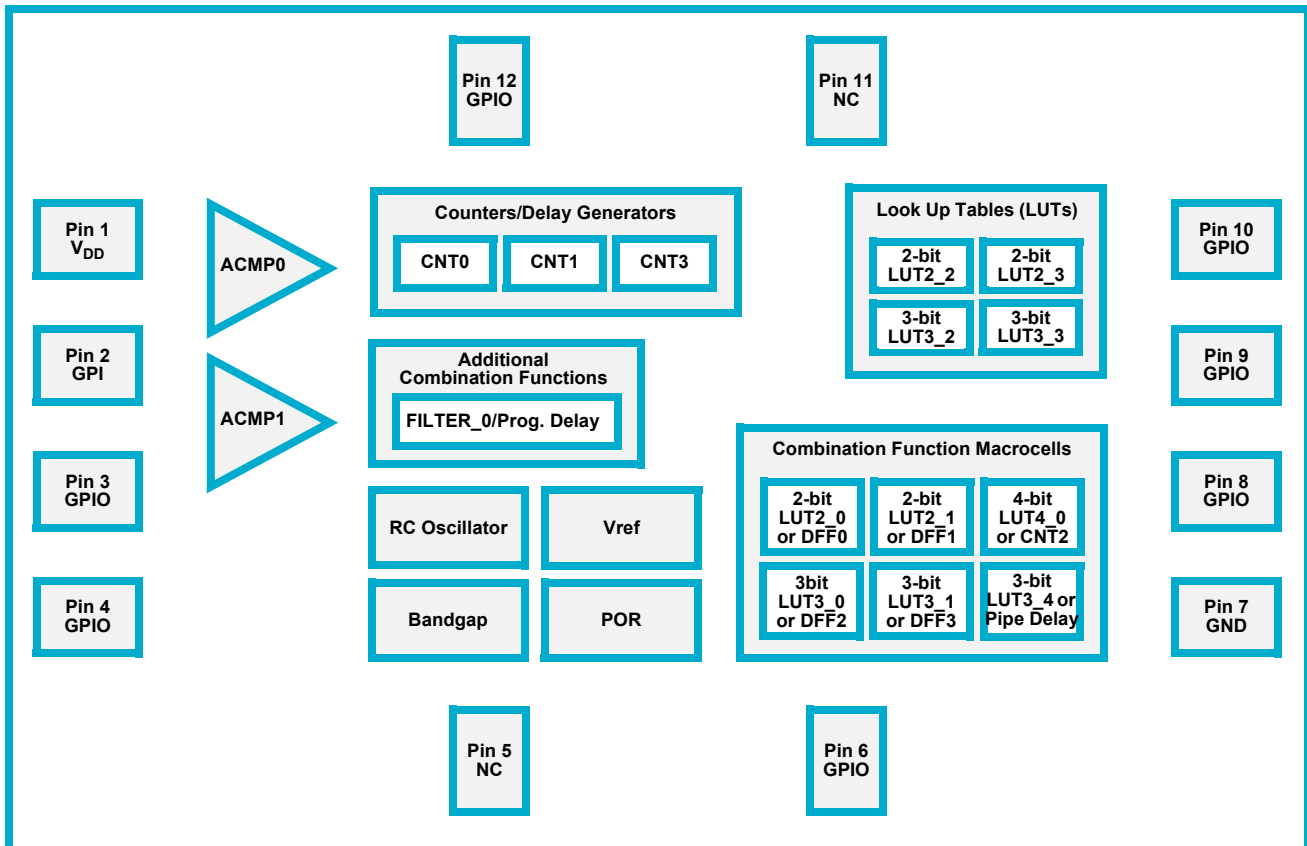 Pin 12
GPIO
Pin 11
NC
Pin 1
VDD
Pin 2
GPI
Pin 3
GPIO
Pin 4
GPIO
ACMP0
ACMP1
Counters/Delay Generators
CNT0
CNT1
CNT3
Additional
Combination Functions
FILTER_0/Prog. Delay
RC Oscillator
Vref
Bandgap
POR
Look Up Tables (LUTs)
2-bit
LUT2_2
2-bit
LUT2_3
3-bit
LUT3_2
3-bit
LUT3_3
Combination Function Macrocells
2-bit
LUT2_0
or DFF0
2-bit
LUT2_1
or DFF1
4-bit
LUT4_0
or CNT2
3bit
LUT3_0
or DFF2
3-bit
LUT3_1
or DFF3
3-bit
LUT3_4 or
Pipe Delay
Pin 10
GPIO
Pin 9
GPIO
Pin 8
GPIO
Pin 7
GND
Pin 5
NC
Pin 6
GPIO